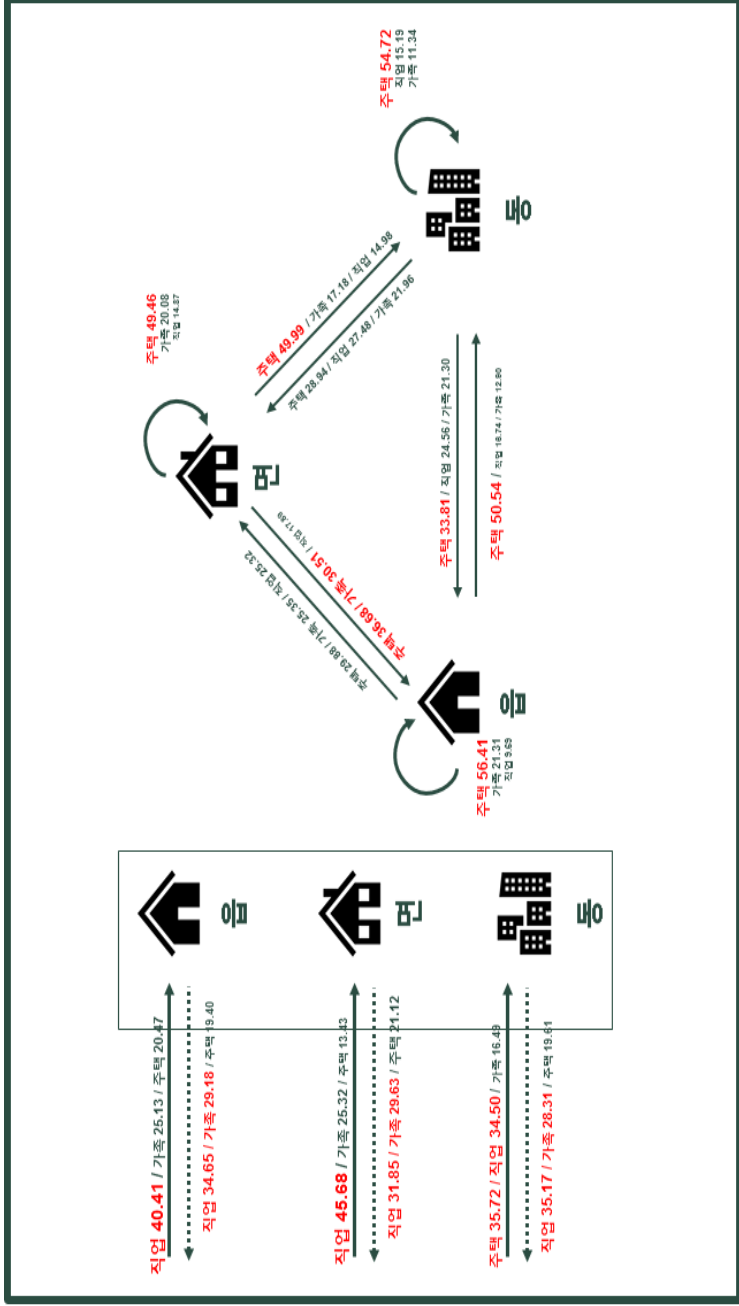 주택 54.72
직업 15.19
가족 11.34
동
주택 49.99 / 가족 17.18 / 직업 14.98
주택 28.94 / 직업 27.48 / 가족 21.96
주택 49.46
가족 20.08
직업 14.87
면
주택 33.81 / 직업 24.56 / 가족 21.30
주택 50.54 / 직업 16.74 / 가족 12.90
주택 36.68 / 가족 30.51 / 직업 17.89
주택 29.88 / 가족 25.35 / 직업 25.32
읍
주택 56.41
가족 21.31
직업 9.69
읍
면
동
직업 40.41 / 가족 25.13 / 주택 20.47
직업 34.65 / 가족 29.18 / 주택 19.40
직업 45.68 / 가족 25.32 / 주택 13.43
직업 31.85 / 가족 29.63 / 주택 21.12
주택 35.72 / 직업 34.50 / 가족 16.49
직업 35.17 / 가족 28.31 / 주택 19.61